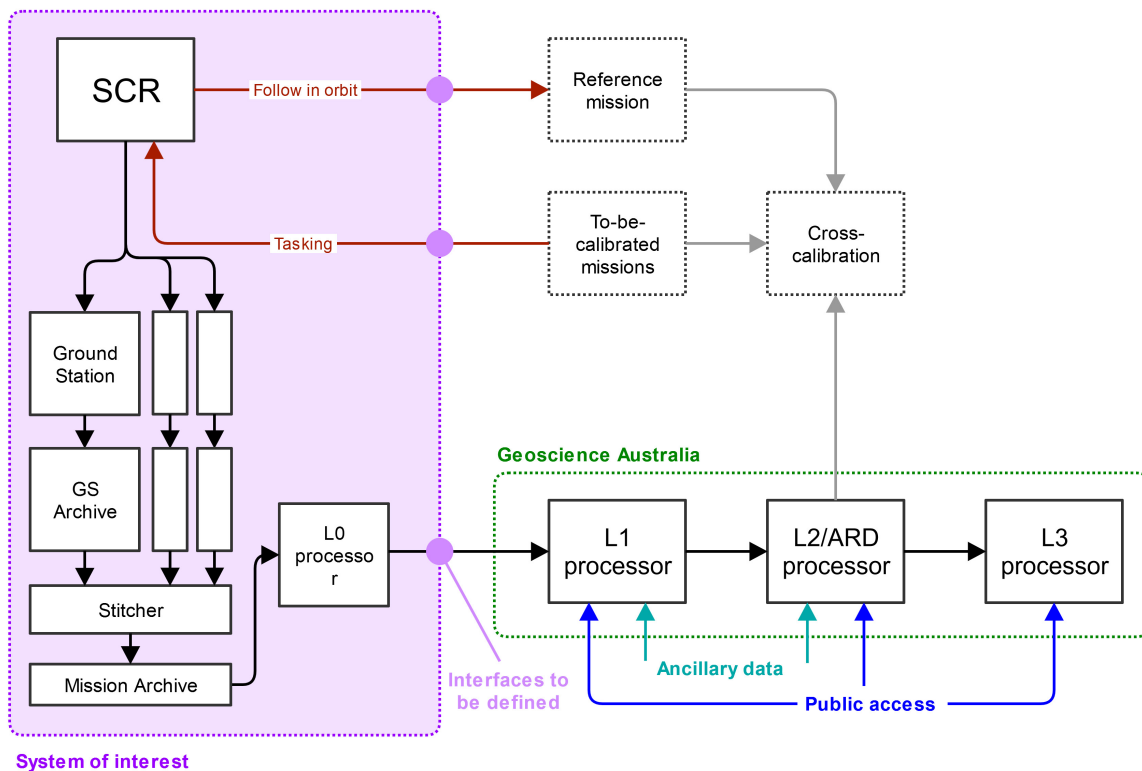 SCR
Follow in orbit
Reference
mission
Tasking
To-be-
calibrated
missions
Cross-
calibration
Ground
Station
GS
Archive
Stitcher
Mission Archive
L0
processo
r
Geoscience Australia
L1
processor
L2/ARD
processor
L3
processor
Interfaces to
be defined
Ancillary data
Public access
System of interest